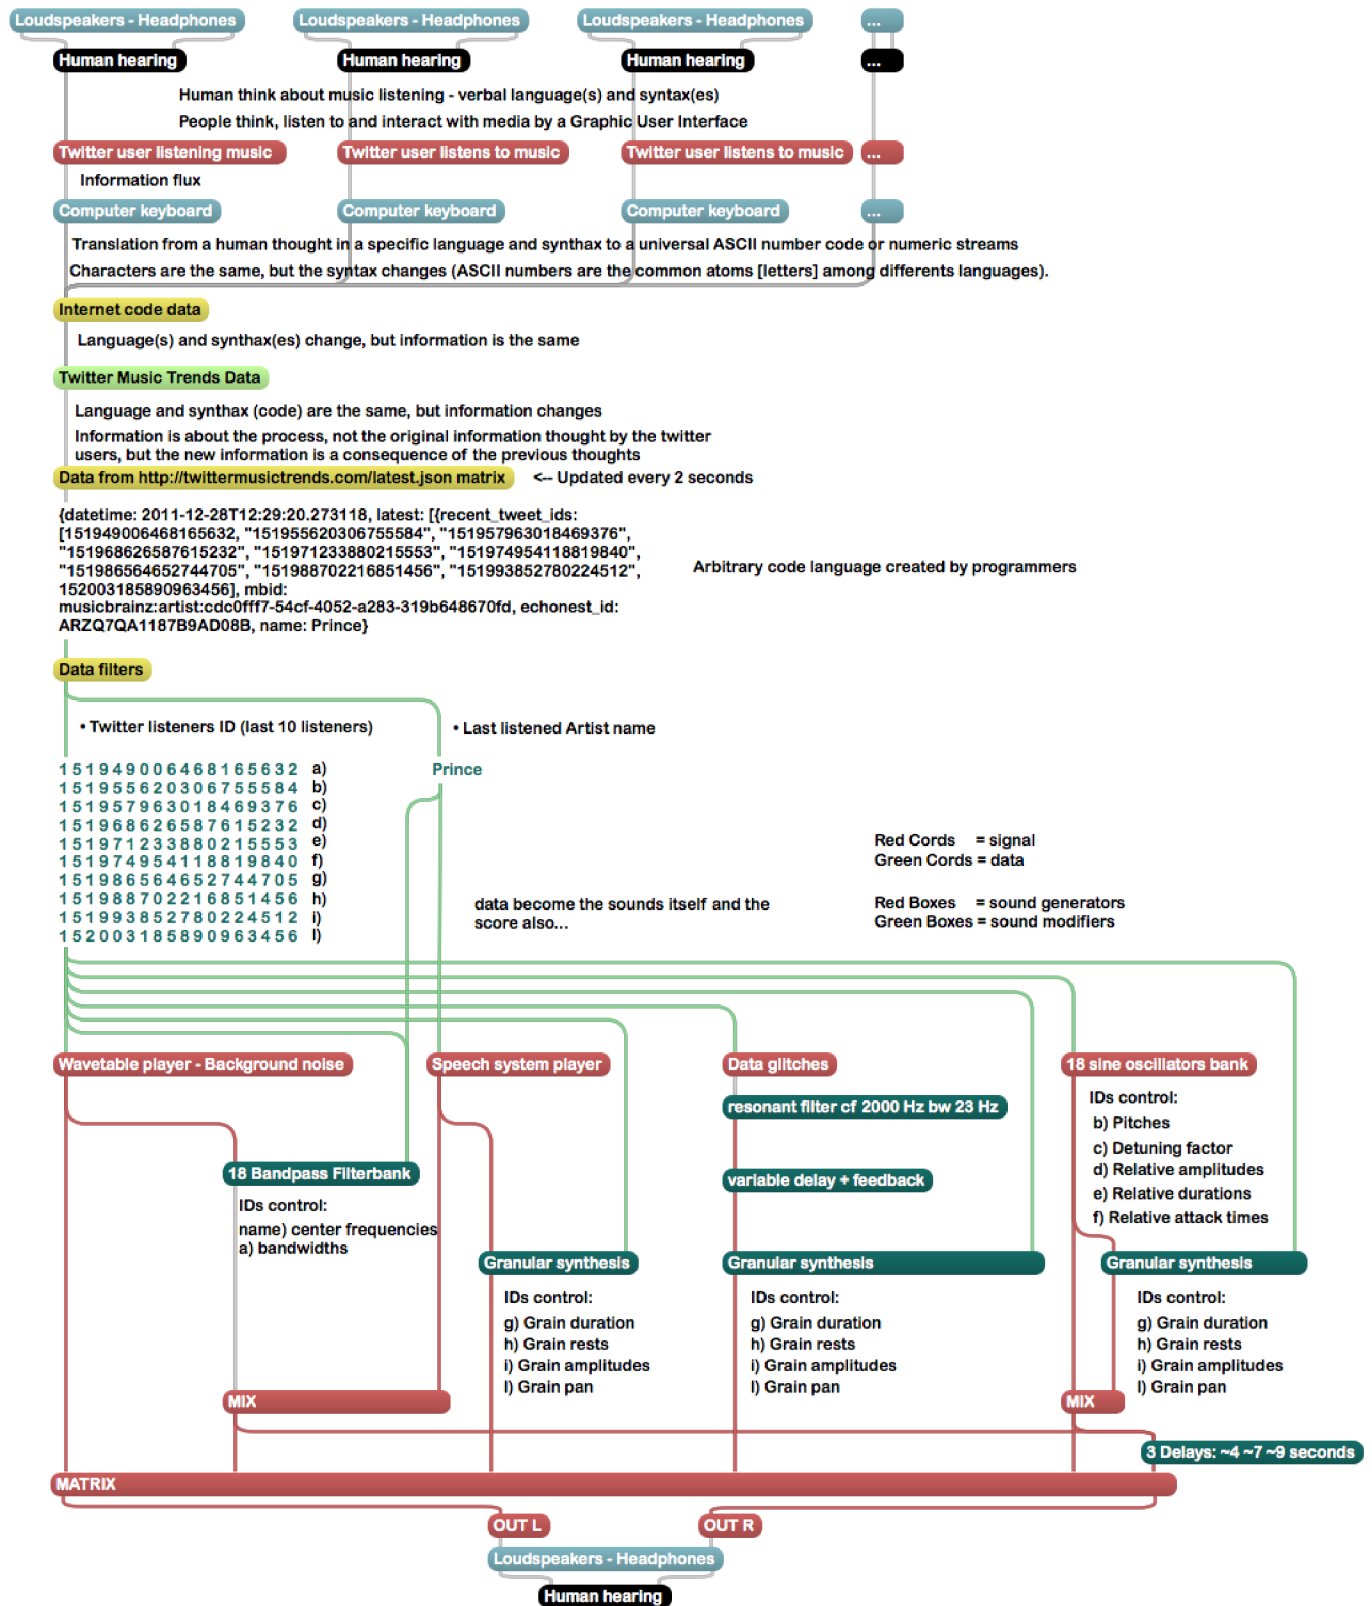 Loudspeakers - Headphones
Loudspeakers - Headphones
Loudspeakers - Headphones
...
Human hearing
Human hearing
Human hearing
...
Human think about music listening - verbal language(s) and syntax(es)
People think, listen to and interact with media by a Graphic User Interface
Twitter user listening music
Twitter user listens to music
Twitter user listens to music
...
Information flux
Computer keyboard
Computer keyboard
Computer keyboard
...
Translation from a human thought in a specific language and synthax to a universal ASCII number code or numeric streams
Characters are the same, but the syntax changes (ASCII numbers are the common atoms [letters] among differents languages).
Internet code data
Language(s) and synthax(es) change, but information is the same
Twitter Music Trends Data
Language and synthax (code) are the same, but information changes
Information is about the process, not the original information thought by the twitter
users, but the new information is a consequence of the previous thoughts
Data from http://twittermusictrends.com/latest.json matrix
<-- Updated every 2 seconds
{datetime: 2011-12-28T12:29:20.273118, latest: [{recent_tweet_ids:
[151949006468165632, "151955620306755584", "151957963018469376",
"151968626587615232", "151971233880215553", "151974954118819840",
"151986564652744705", "151988702216851456", "151993852780224512",
152003185890963456], mbid:
musicbrainz:artist:cdc0fff7-54cf-4052-a283-319b648670fd, echonest_id:
ARZQ7QA1187B9AD08B, name: Prince}
Arbitrary code language created by programmers
Data filters
• Twitter listeners ID (last 10 listeners)
• Last listened Artist name
1 5 1 9 4 9 0 0 6 4 6 8 1 6 5 6 3 2 a)
1 5 1 9 5 5 6 2 0 3 0 6 7 5 5 5 8 4 b)
1 5 1 9 5 7 9 6 3 0 1 8 4 6 9 3 7 6 c)
1 5 1 9 6 8 6 2 6 5 8 7 6 1 5 2 3 2 d)
1 5 1 9 7 1 2 3 3 8 8 0 2 1 5 5 5 3 e)
1 5 1 9 7 4 9 5 4 1 1 8 8 1 9 8 4 0 f)
1 5 1 9 8 6 5 6 4 6 5 2 7 4 4 7 0 5 g)
1 5 1 9 8 8 7 0 2 2 1 6 8 5 1 4 5 6 h)
1 5 1 9 9 3 8 5 2 7 8 0 2 2 4 5 1 2 i)
1 5 2 0 0 3 1 8 5 8 9 0 9 6 3 4 5 6 l)
Prince
data become the sounds itself and the
score also...
Red Cords = signal
Green Cords = data
Red Boxes = sound generators
Green Boxes = sound modifiers
Wavetable player - Background noise
Speech system player
Data glitches
18 sine oscillators bank
resonant filter cf 2000 Hz bw 23 Hz
variable delay + feedback
IDs control:
b) Pitches
c) Detuning factor
d) Relative amplitudes
e) Relative durations
f) Relative attack times
18 Bandpass Filterbank
IDs control:
name) center frequencies
a) bandwidths
Granular synthesis
IDs control:
g) Grain duration
h) Grain rests
i) Grain amplitudes
l) Grain pan
Granular synthesis
IDs control:
g) Grain duration
h) Grain rests
i) Grain amplitudes
l) Grain pan
Granular synthesis
IDs control:
g) Grain duration
h) Grain rests
i) Grain amplitudes
l) Grain pan
MIX
MIX
3 Delays: ~4 ~7 ~9 seconds
MATRIX
OUT L
OUT R
Loudspeakers - Headphones
Human hearing